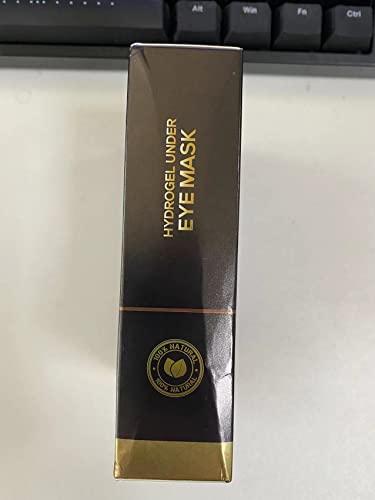 Alt
Win
Fn
Ctrl
HYDROGEL UNDER
EYE MASK
100% NATURAL
100% NATURAL